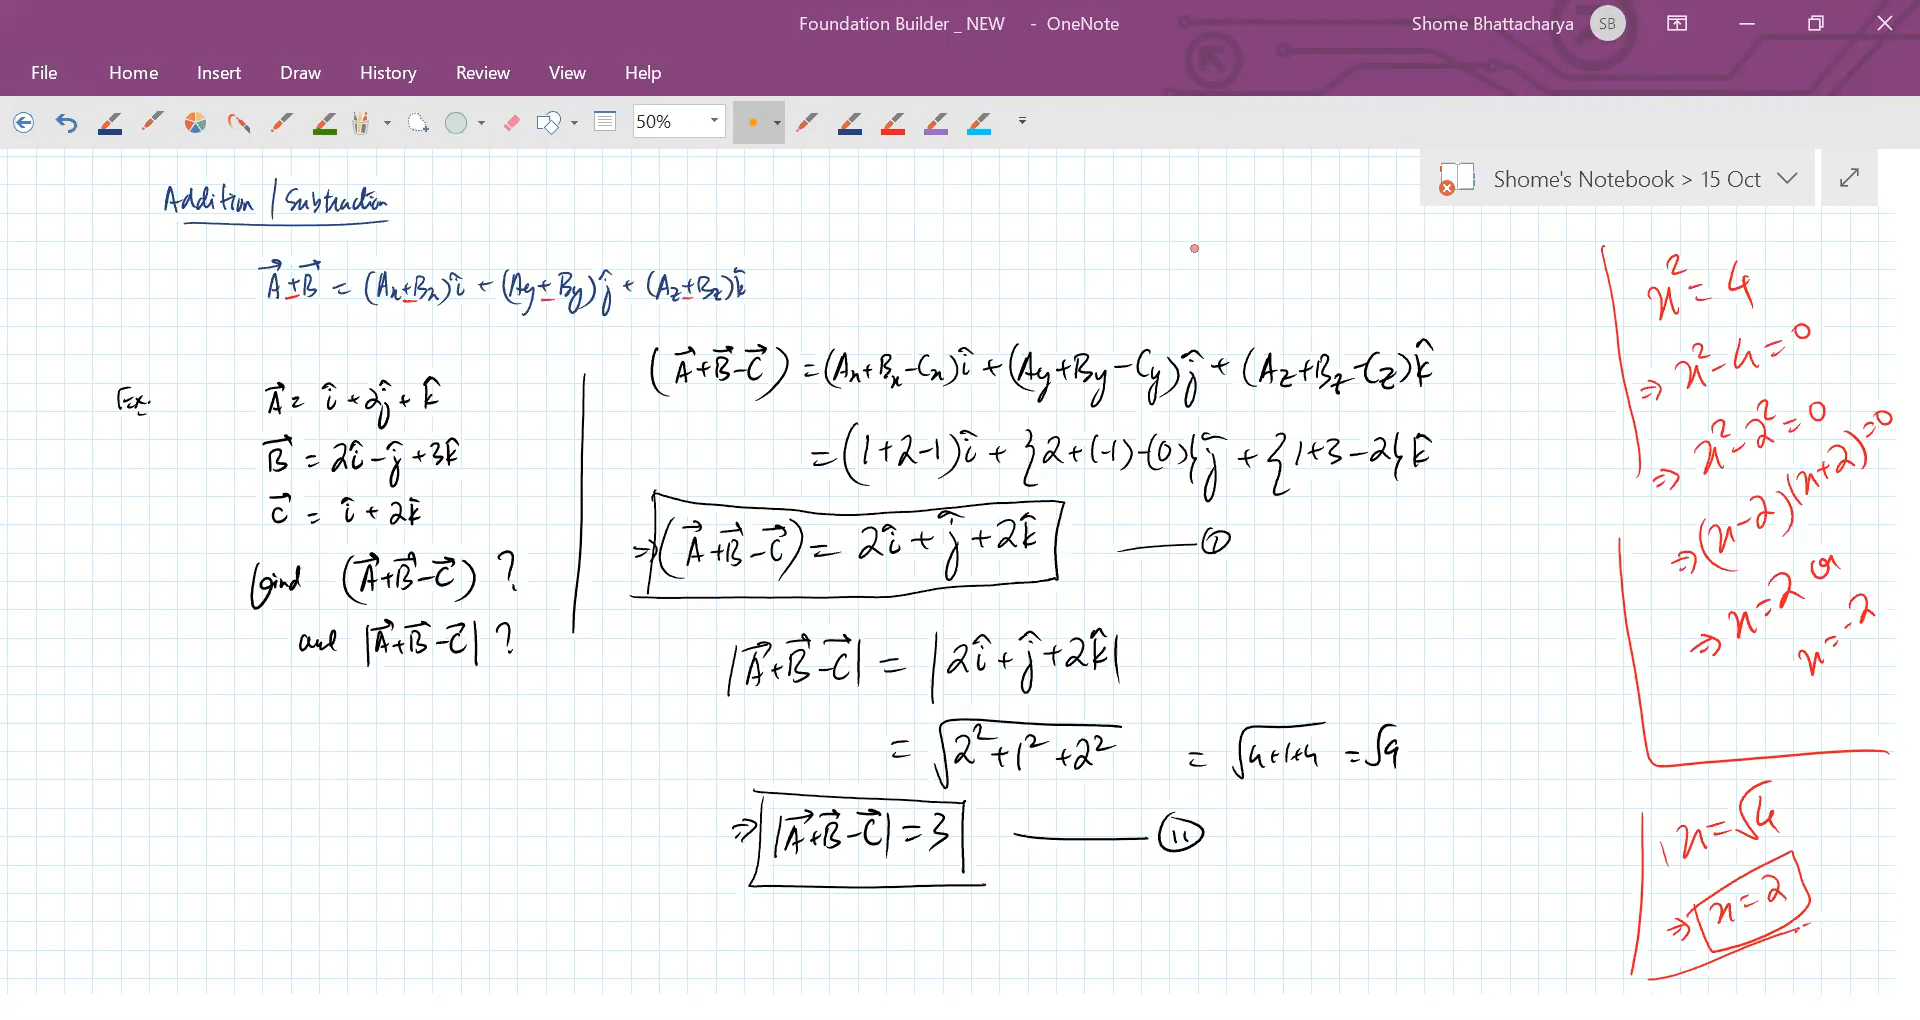 Foundation Builder _ NEW - OneNote
Shome Bhattacharya SB
File Home Insert Draw History Review View Help
50%
Shome's Notebook > 15 Oct
Addition | Subtraction
A⃗+B⃗ = (Ax+Bx)î + (Ay+By)ĵ + (Az+Bz)k̂
Ex.
A⃗ = î + 2ĵ + k̂
B⃗ = 2î - ĵ + 3k̂
C⃗ = î + 2k̂
find (A⃗+B⃗-C⃗) ?
and |A⃗+B⃗-C⃗| ?
(A⃗+B⃗-C⃗) = (Ax+Bx-Cx)î + (Ay+By-Cy)ĵ + (Az+Bz-Cz)k̂
= (1+2-1)î + {2+(-1)-(0)}ĵ + {1+3-2}k̂
⇒ (A⃗+B⃗-C⃗) = 2î + ĵ + 2k̂ —— (i)
|A⃗+B⃗-C⃗| = |2î + ĵ + 2k̂|
= √(2² + 1² + 2²) = √(4+1+4) = √9
⇒ |A⃗+B⃗-C⃗| = 3 —— (ii)
x² = 4
⇒ x² - 4 = 0
⇒ x² - 2² = 0
⇒ (x-2)(x+2) = 0
⇒ x = 2 or
x = -2
x = √4
⇒ x = 2